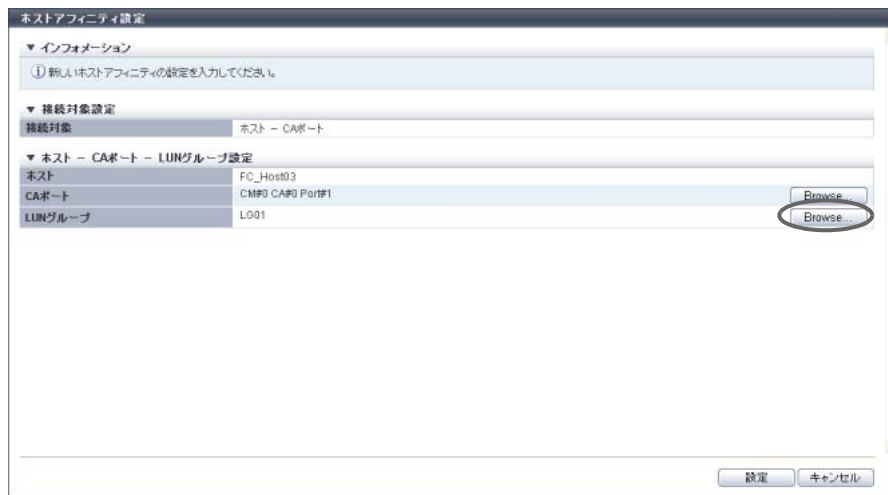 ホストアフィニティ設定
▼ インフォメーション
新しいホストアフィニティの設定を入力してください。
▼ 接続対象設定
接続対象 ホスト － CAポート
▼ ホスト － CAポート － LUNグループ設定
ホスト FC_Host03
CAポート CM#0 CA#0 Port#1 Browse...
LUNグループ LG01 Browse...
設定 キャンセル